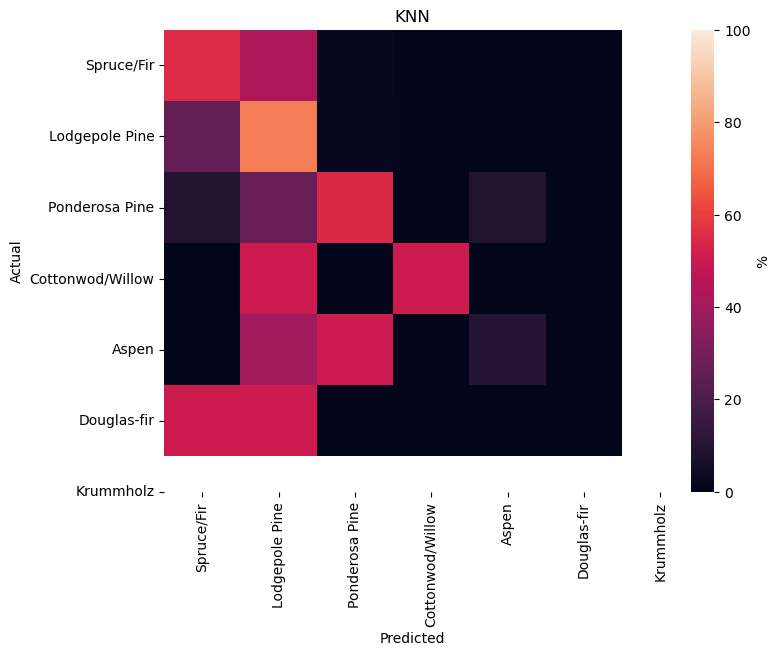 KNN
Spruce/Fir
Lodgepole Pine
Ponderosa Pine
Cottonwod/Willow
Aspen
Douglas-fir
Krummholz
Actual
Spruce/Fir
Lodgepole Pine
Ponderosa Pine
Cottonwod/Willow
Aspen
Douglas-fir
Krummholz
Predicted
100
80
60
40
20
0
%